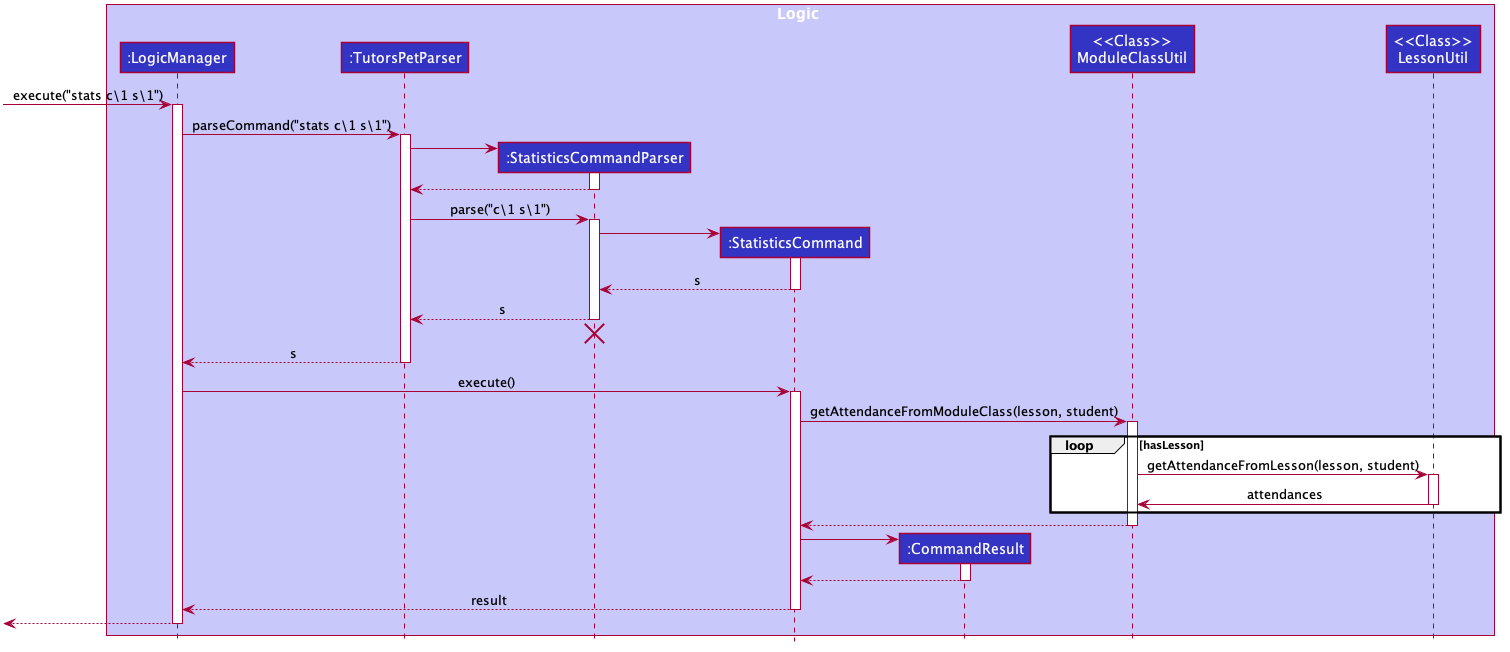 Logic
:LogicManager
:TutorsPetParser
<<Class>>
ModuleClassUtil
<<Class>>
LessonUtil
execute("stats c\1 s\1")
parseCommand("stats c\1 s\1")
:StatisticsCommandParser
parse("c\1 s\1")
:StatisticsCommand
s
s
s
execute()
getAttendanceFromModuleClass(lesson, student)
loop
[hasLesson]
getAttendanceFromLesson(lesson, student)
attendances
:CommandResult
result